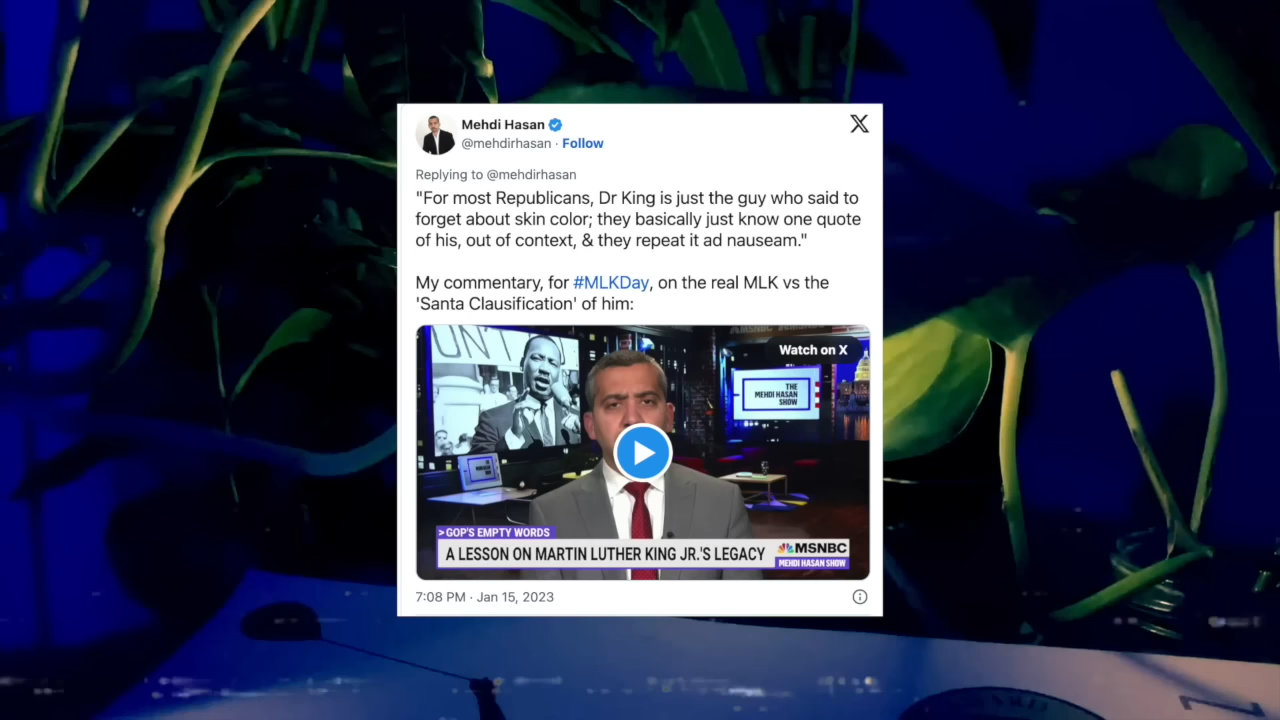 Mehdi Hasan
@mehdirhasan · Follow
Replying to @mehdirhasan
"For most Republicans, Dr King is just the guy who said to
forget about skin color; they basically just know one quote
of his, out of context, & they repeat it ad nauseam."
My commentary, for #MLKDay, on the real MLK vs the
'Santa Clausification' of him:
Watch on X
THE
MEHDI HASAN
SHOW
> GOP'S EMPTY WORDS
A LESSON ON MARTIN LUTHER KING JR.'S LEGACY
MSNBC
MEHDI HASAN SHOW
7:08 PM · Jan 15, 2023